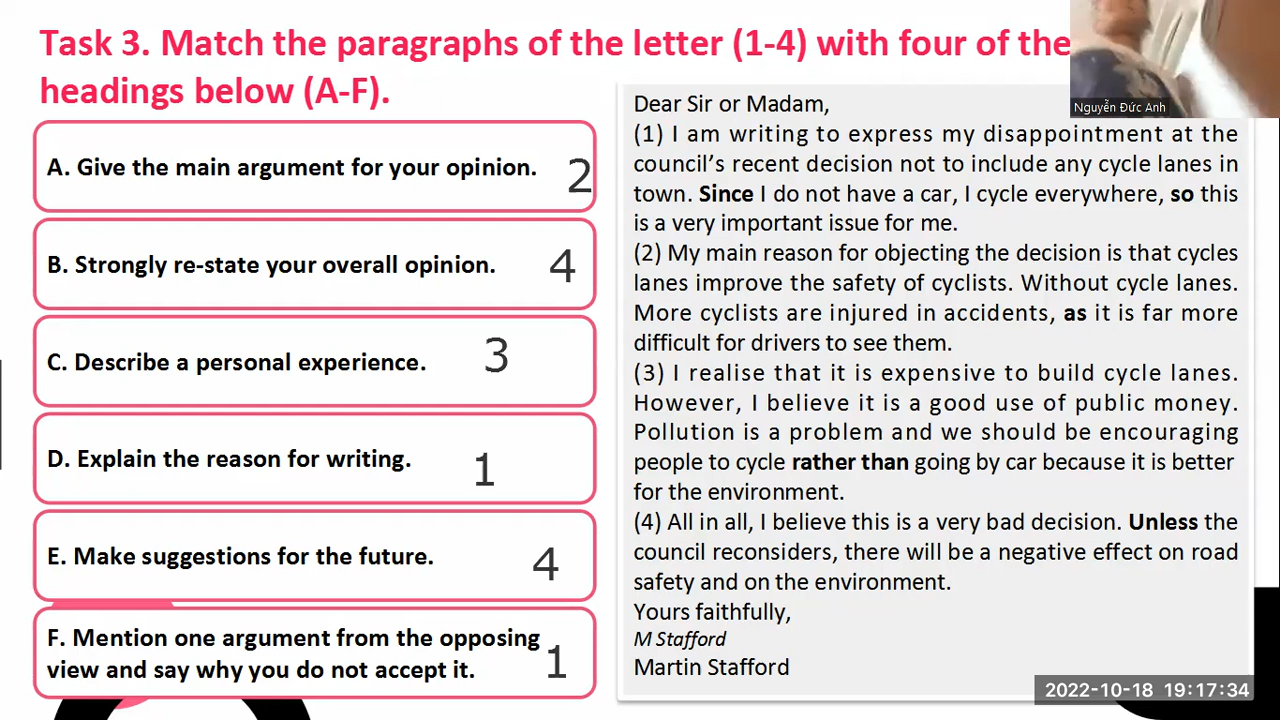 Task 3. Match the paragraphs of the letter (1-4) with four of the
headings below (A-F).
A. Give the main argument for your opinion. 2
B. Strongly re-state your overall opinion. 4
C. Describe a personal experience. 3
D. Explain the reason for writing. 1
E. Make suggestions for the future. 4
F. Mention one argument from the opposing
view and say why you do not accept it. 1
Nguyễn Đức Anh
Dear Sir or Madam,
(1) I am writing to express my disappointment at the
council’s recent decision not to include any cycle lanes in
town. Since I do not have a car, I cycle everywhere, so this
is a very important issue for me.
(2) My main reason for objecting the decision is that cycles
lanes improve the safety of cyclists. Without cycle lanes.
More cyclists are injured in accidents, as it is far more
difficult for drivers to see them.
(3) I realise that it is expensive to build cycle lanes.
However, I believe it is a good use of public money.
Pollution is a problem and we should be encouraging
people to cycle rather than going by car because it is better
for the environment.
(4) All in all, I believe this is a very bad decision. Unless the
council reconsiders, there will be a negative effect on road
safety and on the environment.
Yours faithfully,
M Stafford
Martin Stafford
2022-10-18 19:17:34